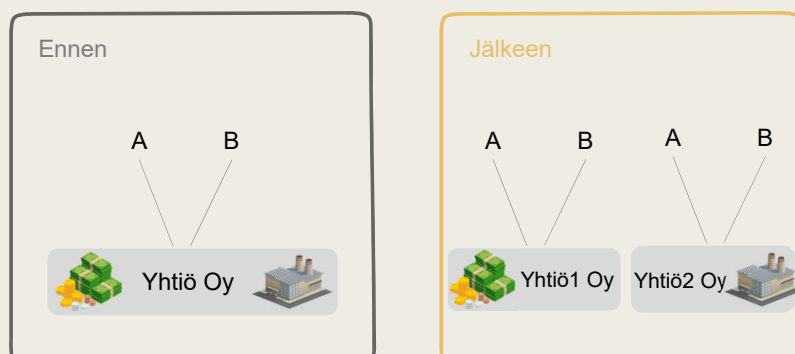 Ennen
A B
Yhtiö Oy
Jälkeen
A B A B
Yhtiö1 Oy Yhtiö2 Oy